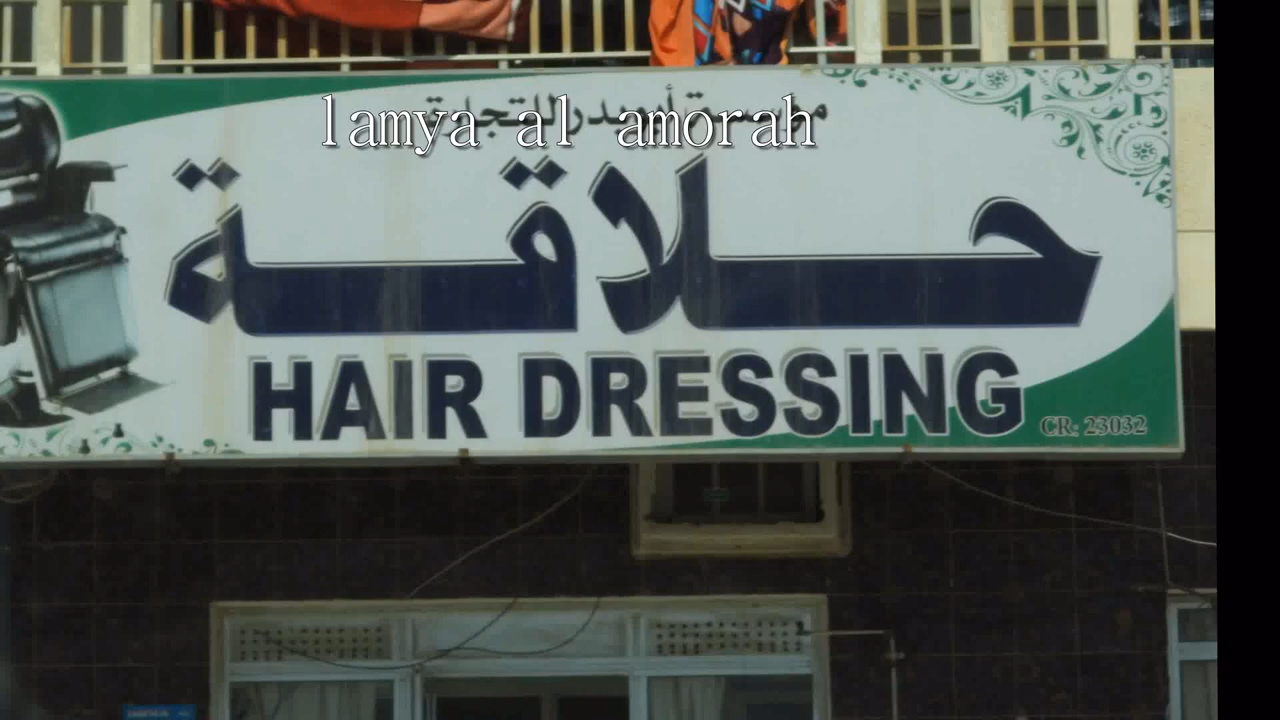 lamya al amorah
حلاقة
HAIR DRESSING
CR: 23032